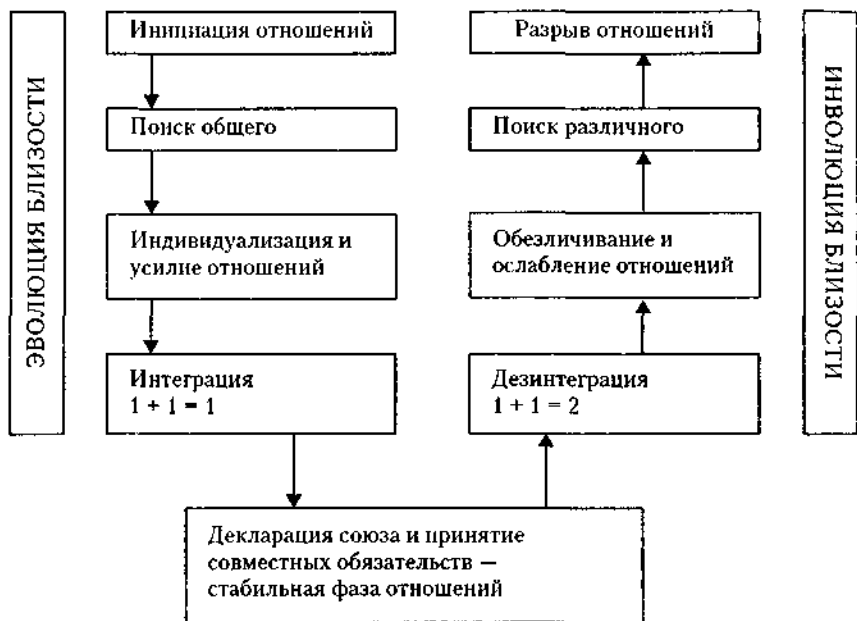 ЭВОЛЮЦИЯ БЛИЗОСТИ
Инициация отношений
Поиск общего
Индивидуализация и
усилие отношений
Интеграция
1 + 1 = 1
Декларация союза и принятие
совместных обязательств —
стабильная фаза отношений
Дезинтеграция
1 + 1 = 2
Обезличивание и
ослабление отношений
Поиск различного
Разрыв отношений
ИНВОЛЮЦИЯ БЛИЗОСТИ